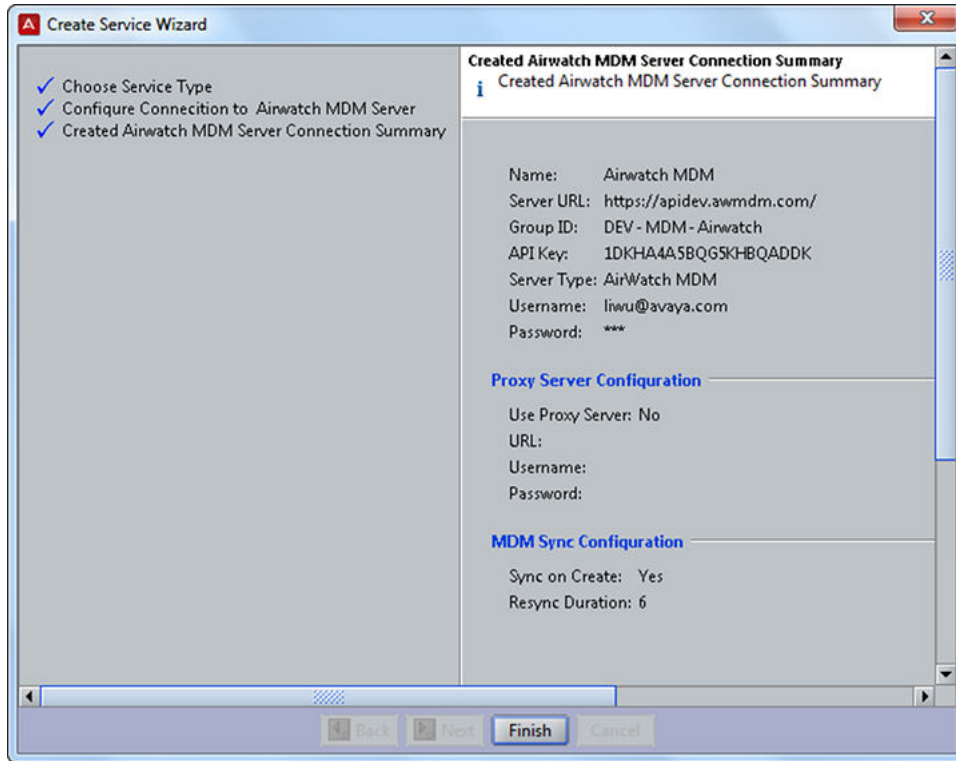 Create Service Wizard
Choose Service Type
Configure Connection to Airwatch MDM Server
Created Airwatch MDM Server Connection Summary
Created Airwatch MDM Server Connection Summary
Created Airwatch MDM Server Connection Summary
Name: Airwatch MDM
Server URL: https://apidev.awmdm.com/
Group ID: DEV - MDM - Airwatch
API Key: 1DKHA4A5BQG5KHBQADDK
Server Type: AirWatch MDM
Username: liwu@avaya.com
Password: ***
Proxy Server Configuration
Use Proxy Server: No
URL:
Username:
Password:
MDM Sync Configuration
Sync on Create: Yes
Resync Duration: 6
Back Next Finish Cancel